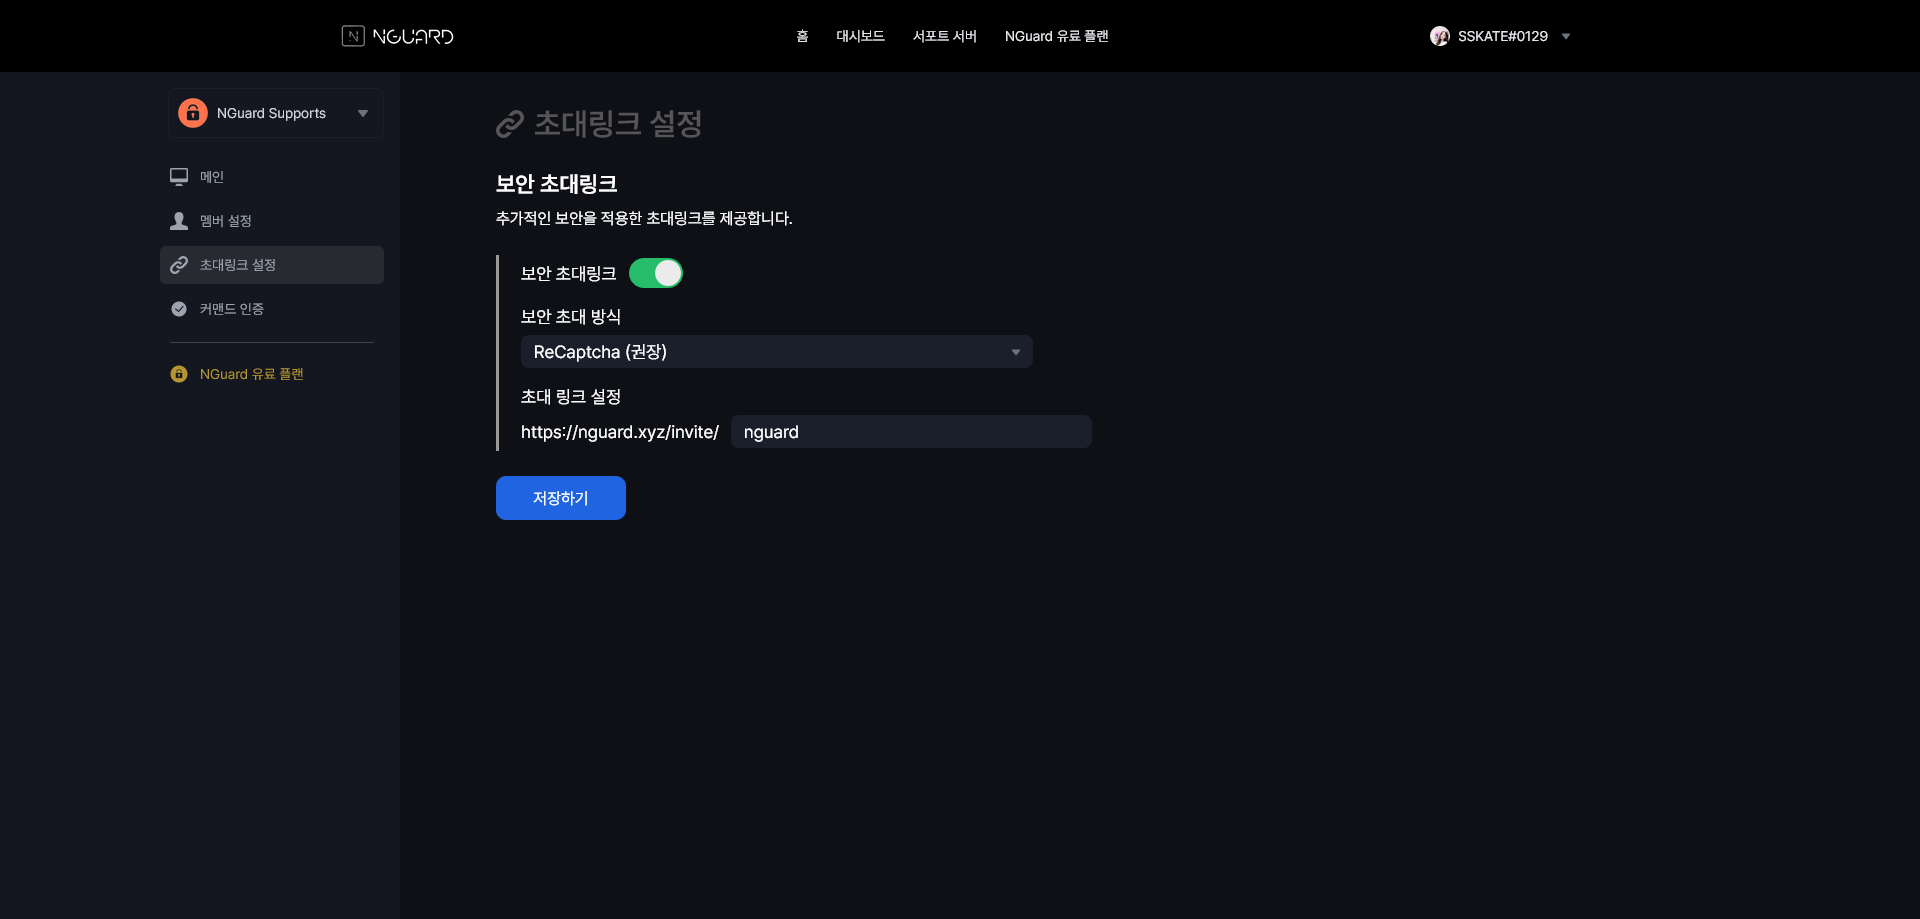 N NGUARD
홈 대시보드 서포트 서버 NGuard 유료 플랜
SSKATE#0129
NGuard Supports
메인
멤버 설정
초대링크 설정
커맨드 인증
NGuard 유료 플랜
초대링크 설정
보안 초대링크
추가적인 보안을 적용한 초대링크를 제공합니다.
보안 초대링크
보안 초대 방식
ReCaptcha (권장)
초대 링크 설정
https://nguard.xyz/invite/ nguard
저장하기